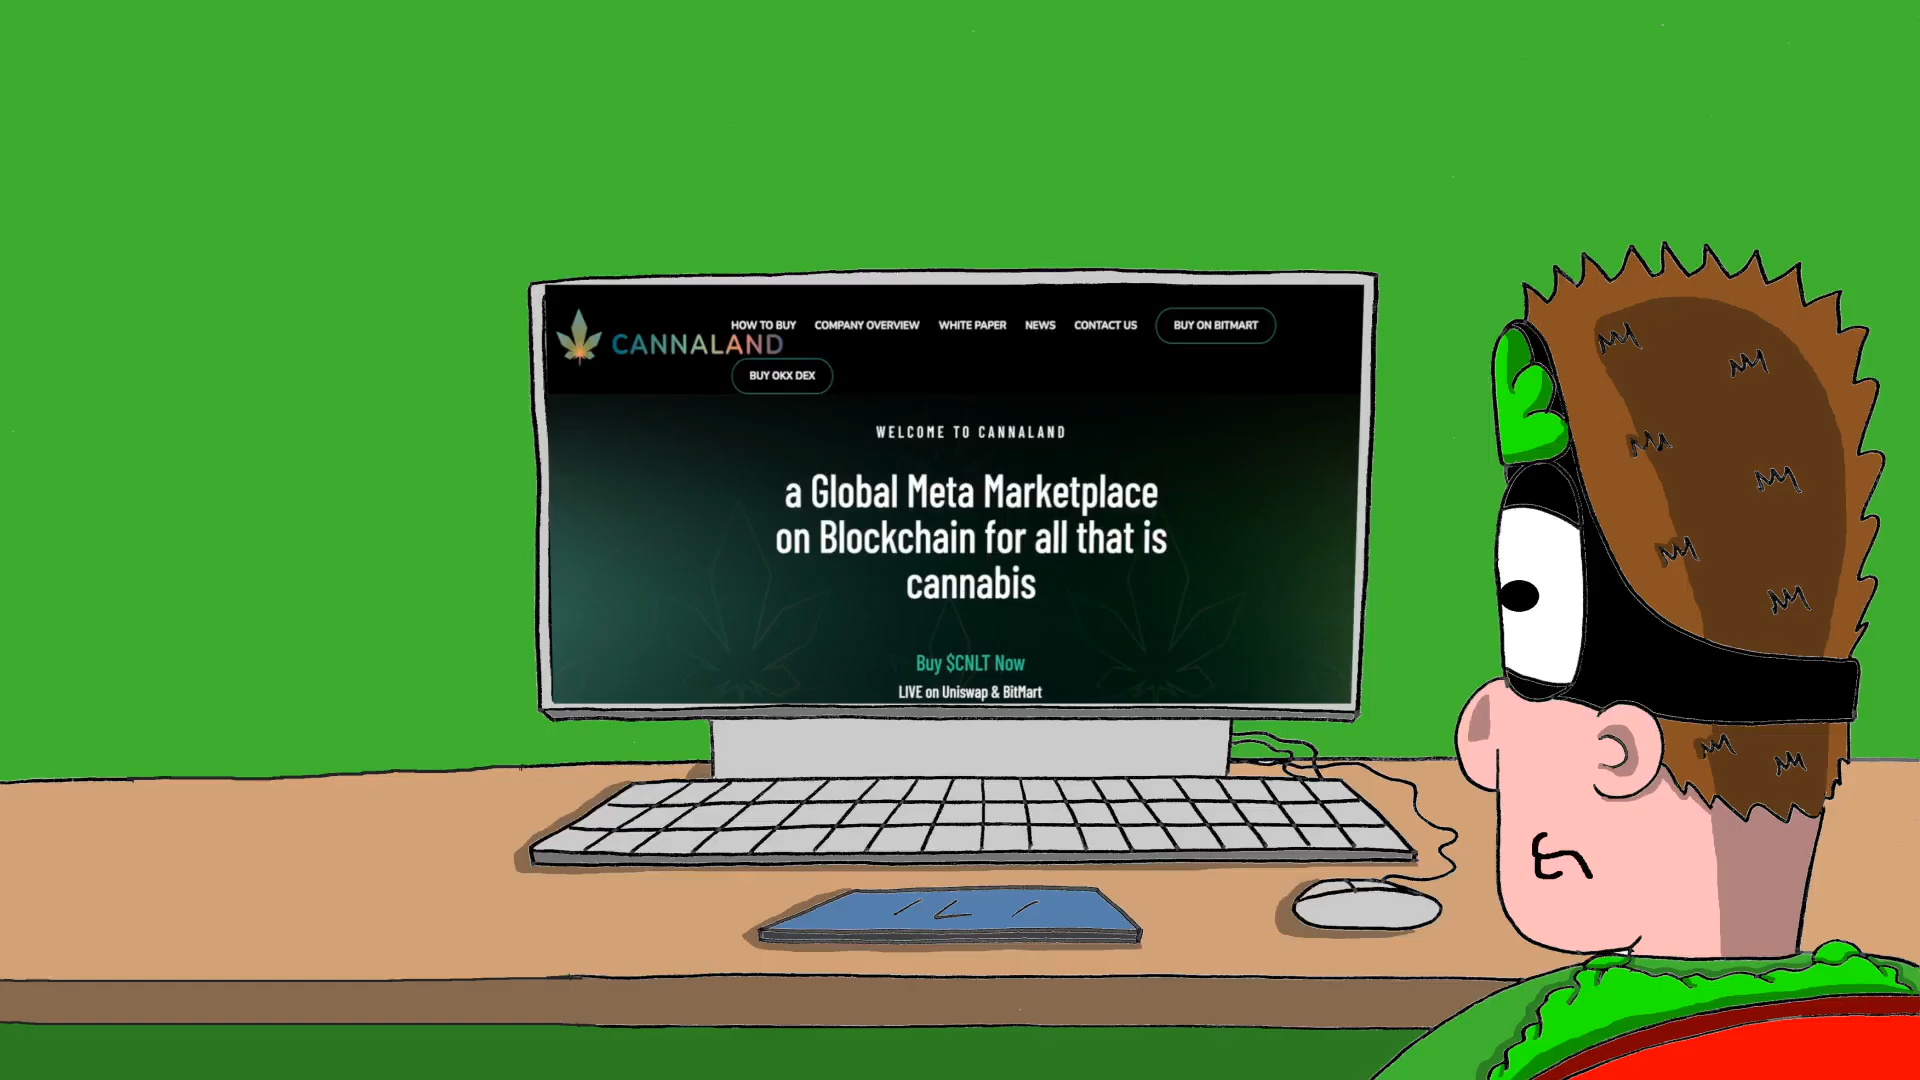 HOW TO BUY COMPANY OVERVIEW WHITE PAPER NEWS CONTACT US BUY ON BITMART
CANNALAND
BUY OKX DEX
WELCOME TO CANNALAND
a Global Meta Marketplace
on Blockchain for all that is
cannabis
Buy $CNLT Now
LIVE on Uniswap & BitMart